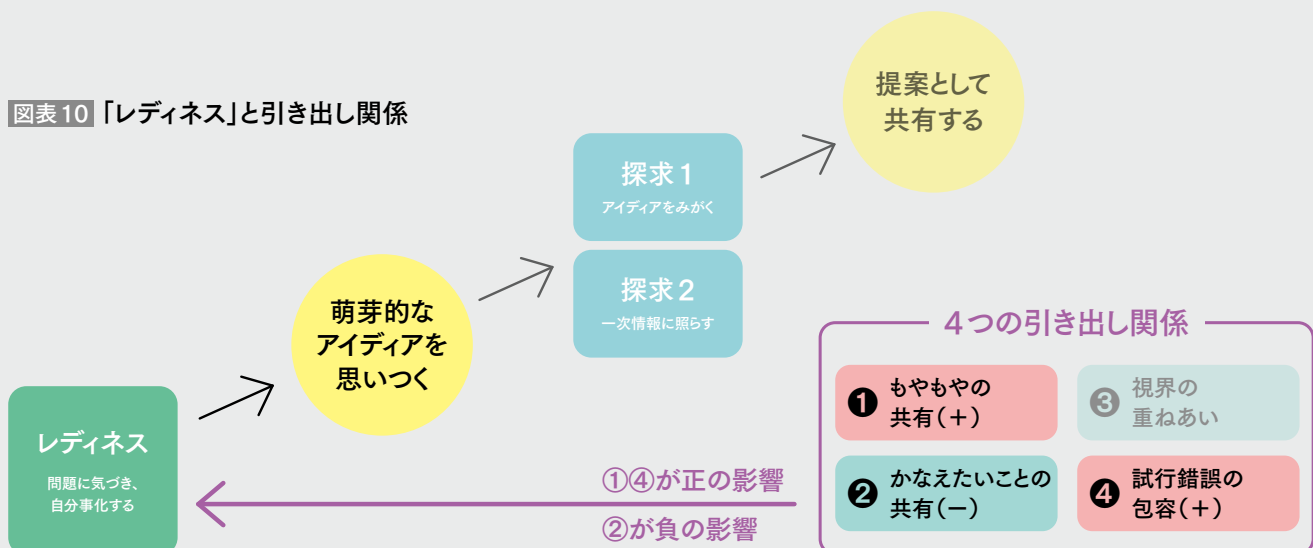 図表10 「レディネス」と引き出し関係
提案として
共有する
探求1
アイディアをみがく
探求2
一次情報に照らす
萌芽的な
アイディアを
思いつく
レディネス
問題に気づき、
自分事化する
①④が正の影響
②が負の影響
4つの引き出し関係
❶ もやもやの
共有(+)
❸ 視界の
重ねあい
❷ かなえたいことの
共有(−)
❹ 試行錯誤の
包容(+)